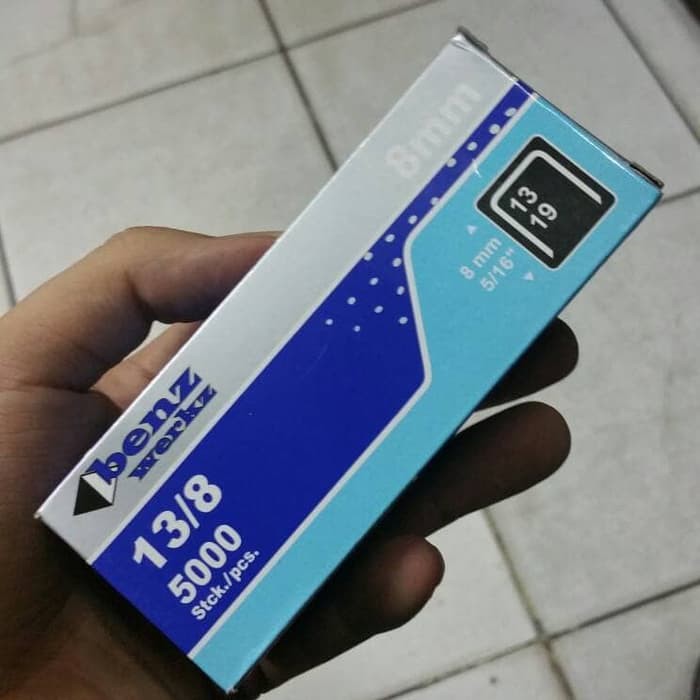 8mm
13
19
8 mm
5/16"
benz
werkz
13/8
5000
Stck./pcs.